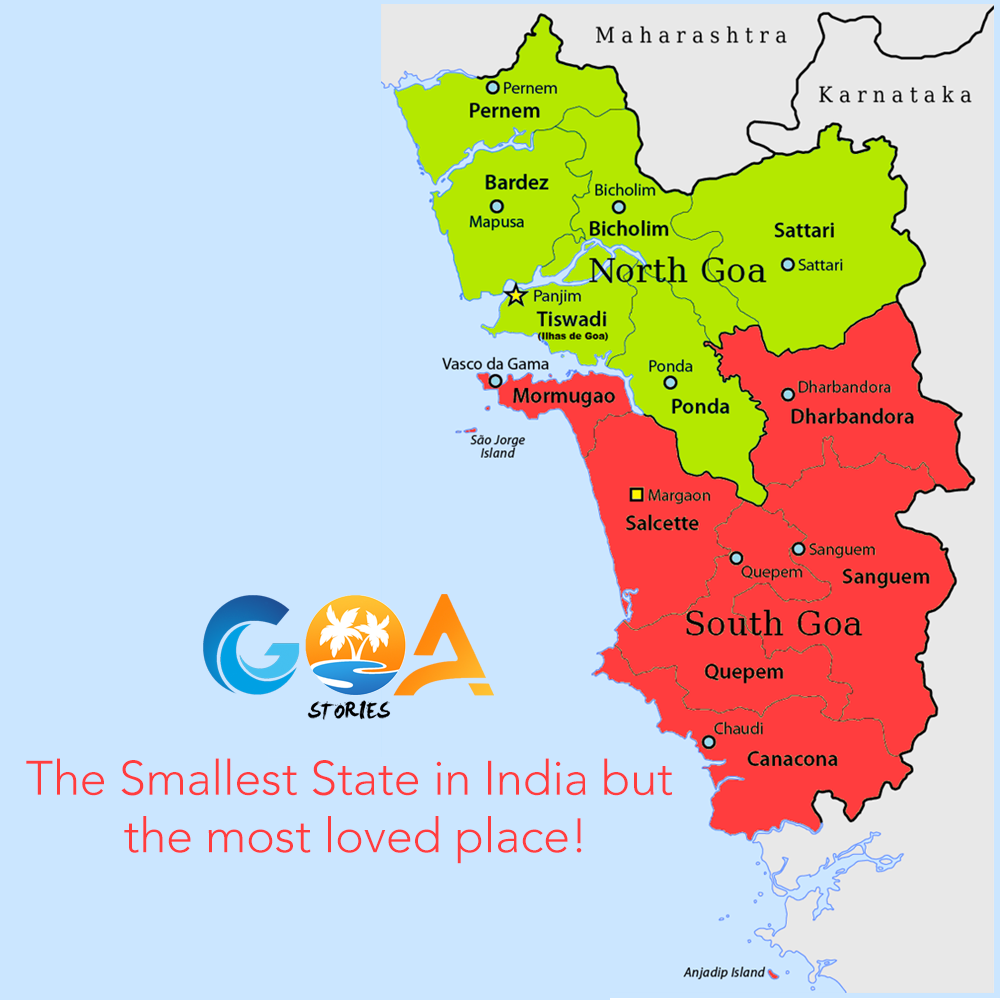 Maharashtra
Karnataka
Pernem
Pernem
Bardez
Mapusa
Bicholim
Bicholim
Sattari
Sattari
North Goa
Panjim
Tiswadi
(Ilhas de Goa)
Vasco da Gama
Mormugao
Ponda
Ponda
Dharbandora
Dharbandora
São Jorge
Island
Margaon
Salcette
Sanguem
Sanguem
Quepem
South Goa
Quepem
Chaudi
Canacona
GOA
STORIES
The Smallest State in India but
the most loved place!
Anjadip Island